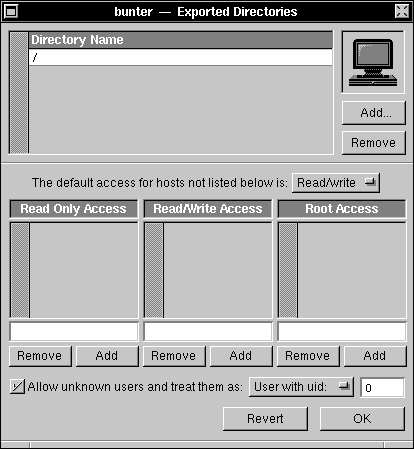 bunter — Exported Directories
Directory Name
/
Add...
Remove
The default access for hosts not listed below is: Read/write
Read Only Access Read/Write Access Root Access
Remove Add Remove Add Remove Add
Allow unknown users and treat them as: User with uid: 0
Revert OK